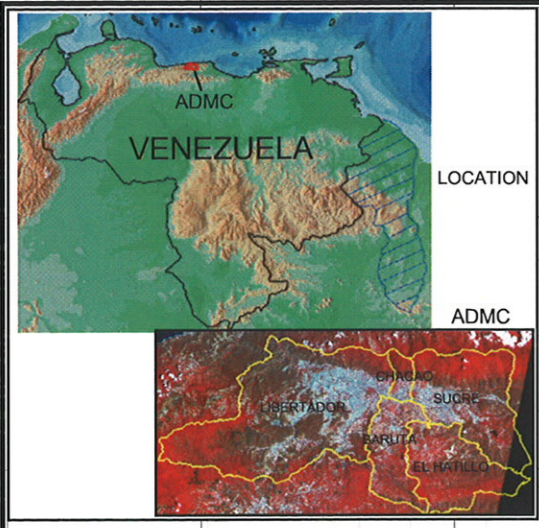 ADMC
VENEZUELA
LOCATION
ADMC
CHACAO
SUCRE
LIBERTADOR
BARUTA
EL HATILLO